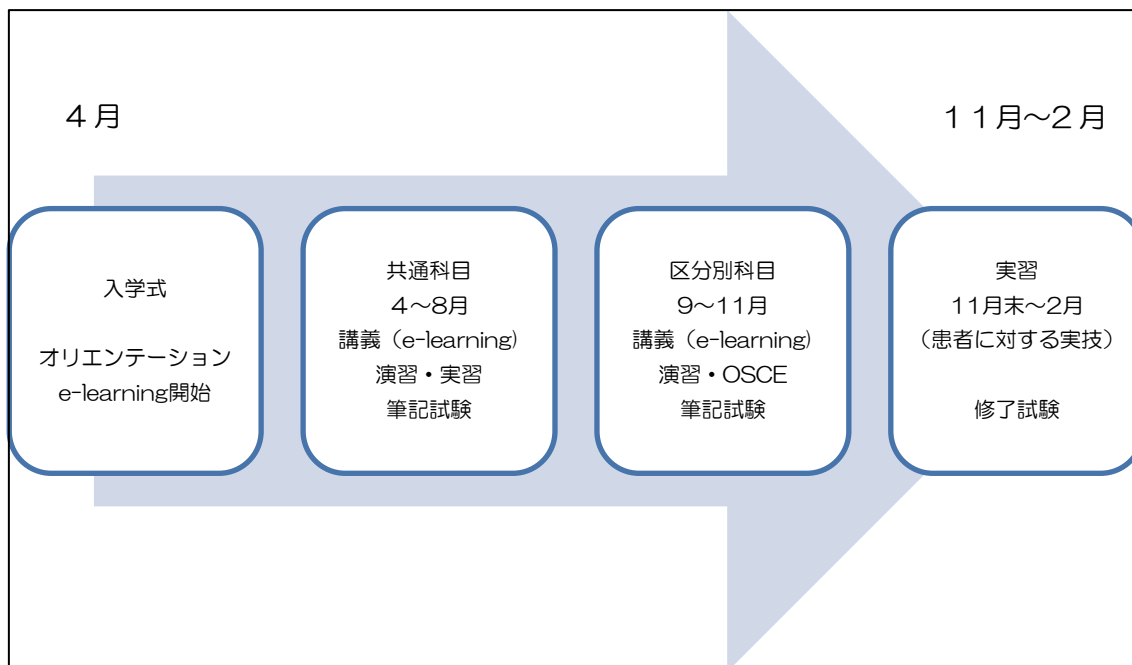 4月
11月～2月
入学式
オリエンテーション
e-learning開始
共通科目
4～8月
講義（e-learning)
演習・実習
筆記試験
区分別科目
9～11月
講義（e-learning)
演習・OSCE
筆記試験
実習
11月末～2月
（患者に対する実技）
修了試験